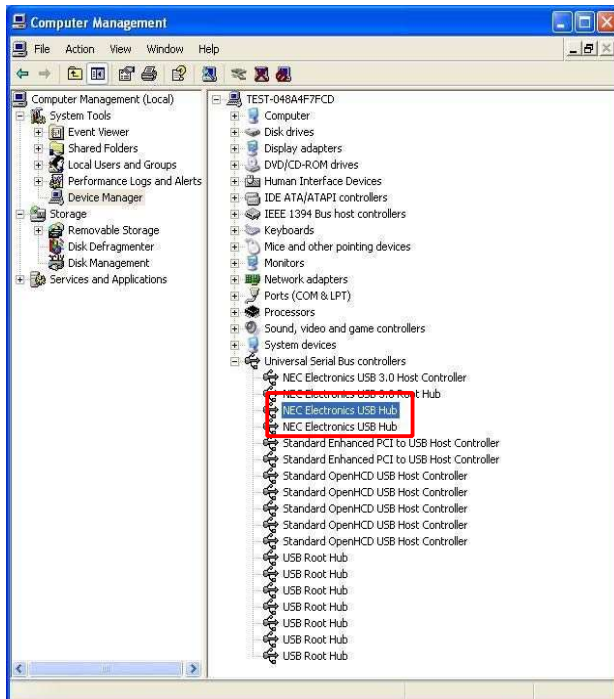 Computer Management
File Action View Window Help
Computer Management (Local)
System Tools
Event Viewer
Shared Folders
Local Users and Groups
Performance Logs and Alerts
Device Manager
Storage
Removable Storage
Disk Defragmenter
Disk Management
Services and Applications
TEST-048A4F7FCD
Computer
Disk drives
Display adapters
DVD/CD-ROM drives
Human Interface Devices
IDE ATA/ATAPI controllers
IEEE 1394 Bus host controllers
Keyboards
Mice and other pointing devices
Monitors
Network adapters
Ports (COM & LPT)
Processors
Sound, video and game controllers
System devices
Universal Serial Bus controllers
NEC Electronics USB 3.0 Host Controller
NEC Electronics USB 3.0 Root Hub
NEC Electronics USB Hub
NEC Electronics USB Hub
Standard Enhanced PCI to USB Host Controller
Standard Enhanced PCI to USB Host Controller
Standard OpenHCD USB Host Controller
Standard OpenHCD USB Host Controller
Standard OpenHCD USB Host Controller
Standard OpenHCD USB Host Controller
Standard OpenHCD USB Host Controller
USB Root Hub
USB Root Hub
USB Root Hub
USB Root Hub
USB Root Hub
USB Root Hub
USB Root Hub